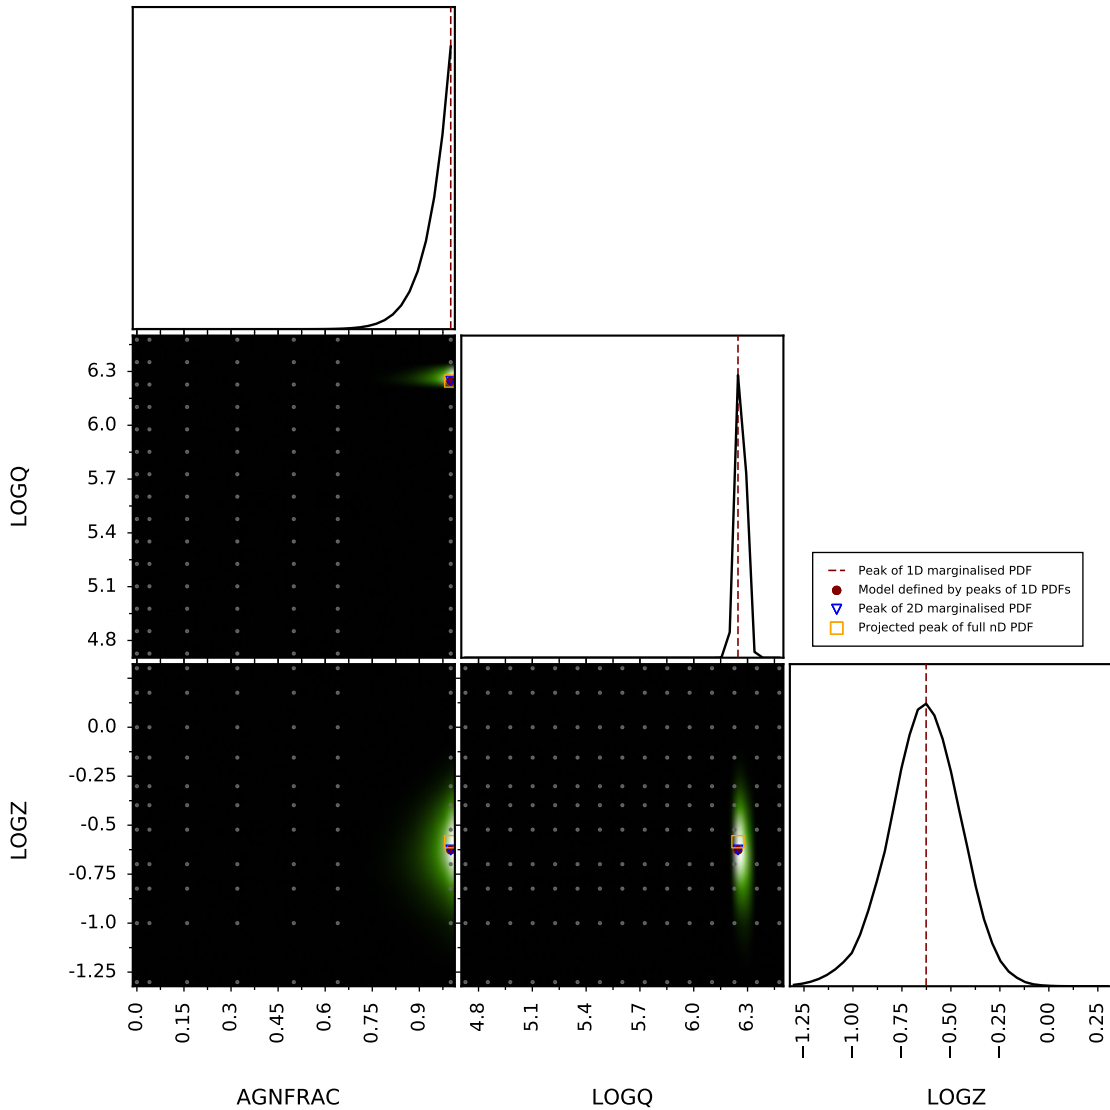 6.3
6.0
5.7
5.4
5.1
4.8
LOGQ
Peak of 1D marginalised PDF
Model defined by peaks of 1D PDFs
Peak of 2D marginalised PDF
Projected peak of full nD PDF
0.0
-0.25
-0.5
-0.75
-1.0
-1.25
LOGZ
0.0 0.15 0.3 0.45 0.6 0.75 0.9
4.8 5.1 5.4 5.7 6.0 6.3
−1.25 −1.00 −0.75 −0.50 −0.25 0.00 0.25
AGNFRAC LOGQ LOGZ